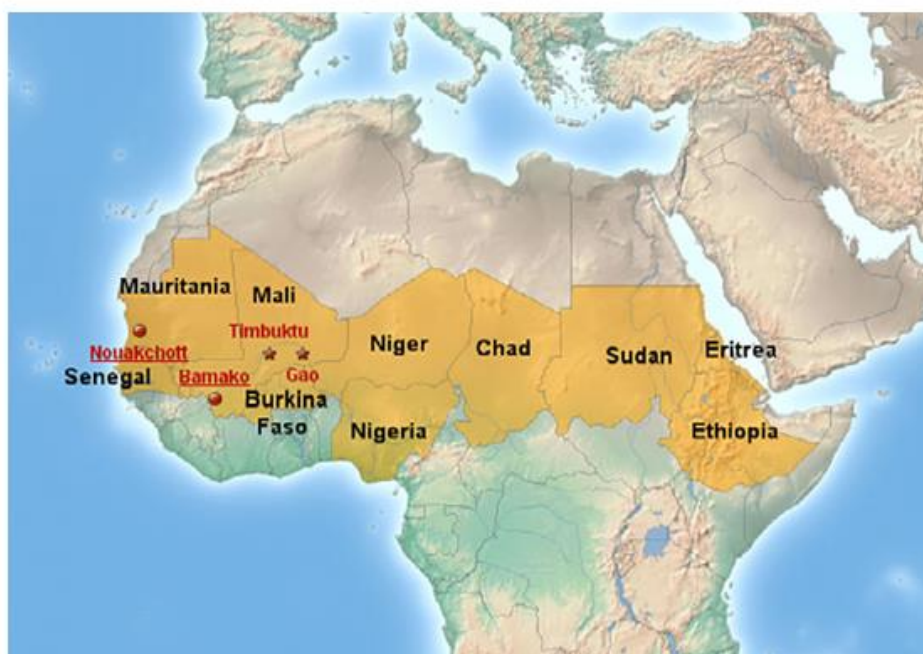 Mauritania
Mali
Timbuktu
Nouakchott
Senegal
Bamako
Gao
Burkina
Faso
Niger
Nigeria
Chad
Sudan
Eritrea
Ethiopia